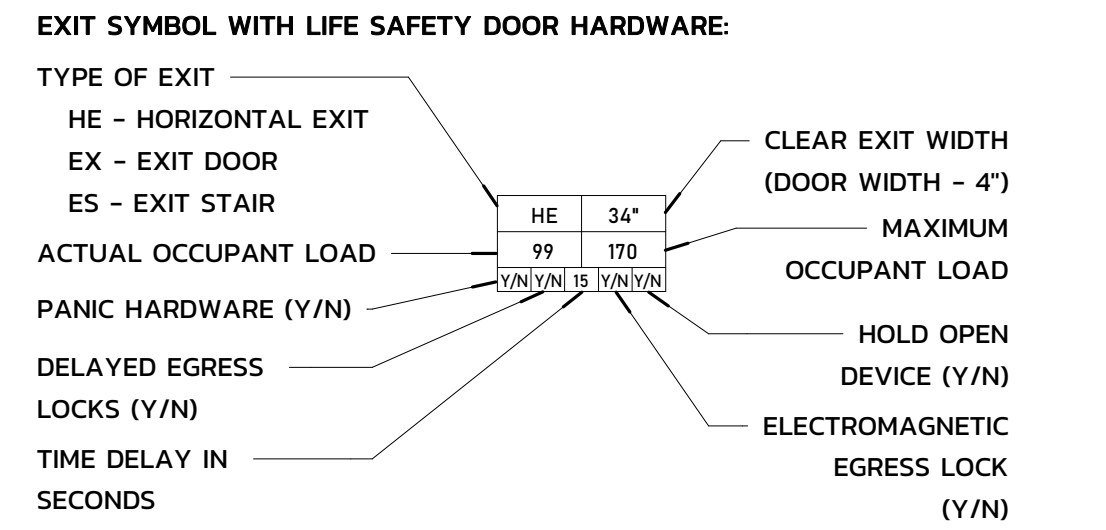 EXIT SYMBOL WITH LIFE SAFETY DOOR HARDWARE:
TYPE OF EXIT
HE - HORIZONTAL EXIT
EX - EXIT DOOR
ES - EXIT STAIR
ACTUAL OCCUPANT LOAD
PANIC HARDWARE (Y/N)
DELAYED EGRESS
LOCKS (Y/N)
TIME DELAY IN
SECONDS
HE 34"
99 170
Y/N Y/N 15 Y/N Y/N
CLEAR EXIT WIDTH
(DOOR WIDTH - 4")
MAXIMUM
OCCUPANT LOAD
HOLD OPEN
DEVICE (Y/N)
ELECTROMAGNETIC
EGRESS LOCK
(Y/N)